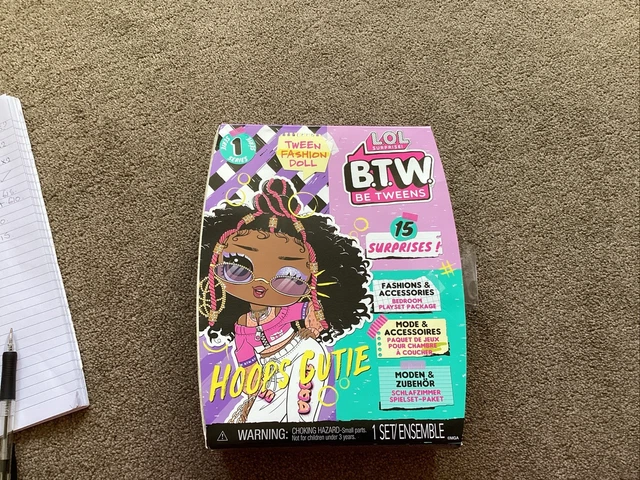 1
SERIES
TWEEN
FASHION
DOLL
LOL
SURPRISE!
B.T.W.
BE TWEENS
15
SURPRISES!
FASHIONS &
ACCESSORIES
BEDROOM
PLAYSET PACKAGE
MODE &
ACCESSOIRES
PAQUET DE JEUX
POUR CHAMBRE
À COUCHER
MODEN &
ZUBEHÖR
SCHLAFZIMMER
SPIELSET-PAKET
HOOPS CUTIE
WARNING: CHOKING HAZARD-Small parts.
Not for children under 3 years.
1 SET/ENSEMBLE
©MGA